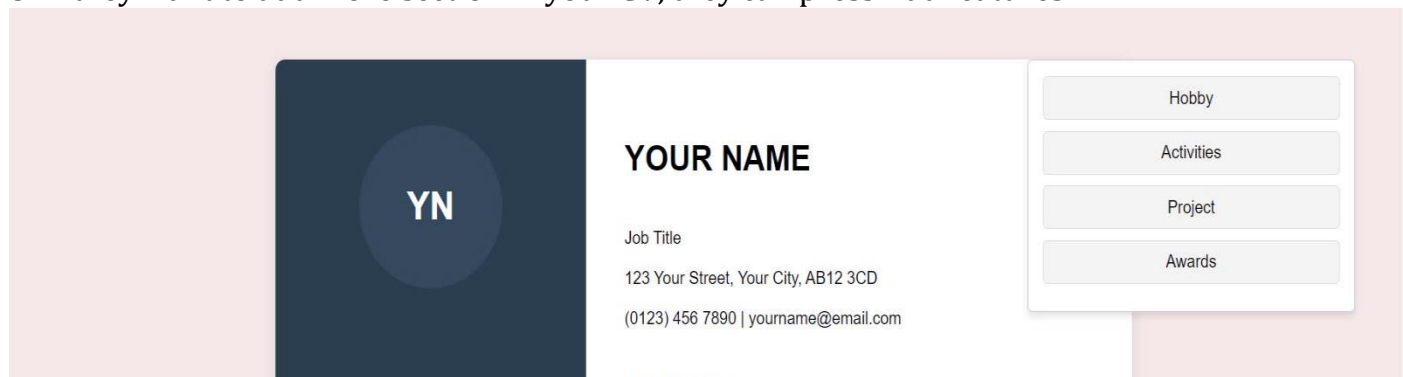 YN
YOUR NAME
Job Title
123 Your Street, Your City, AB12 3CD
(0123) 456 7890 | yourname@email.com
Hobby
Activities
Project
Awards